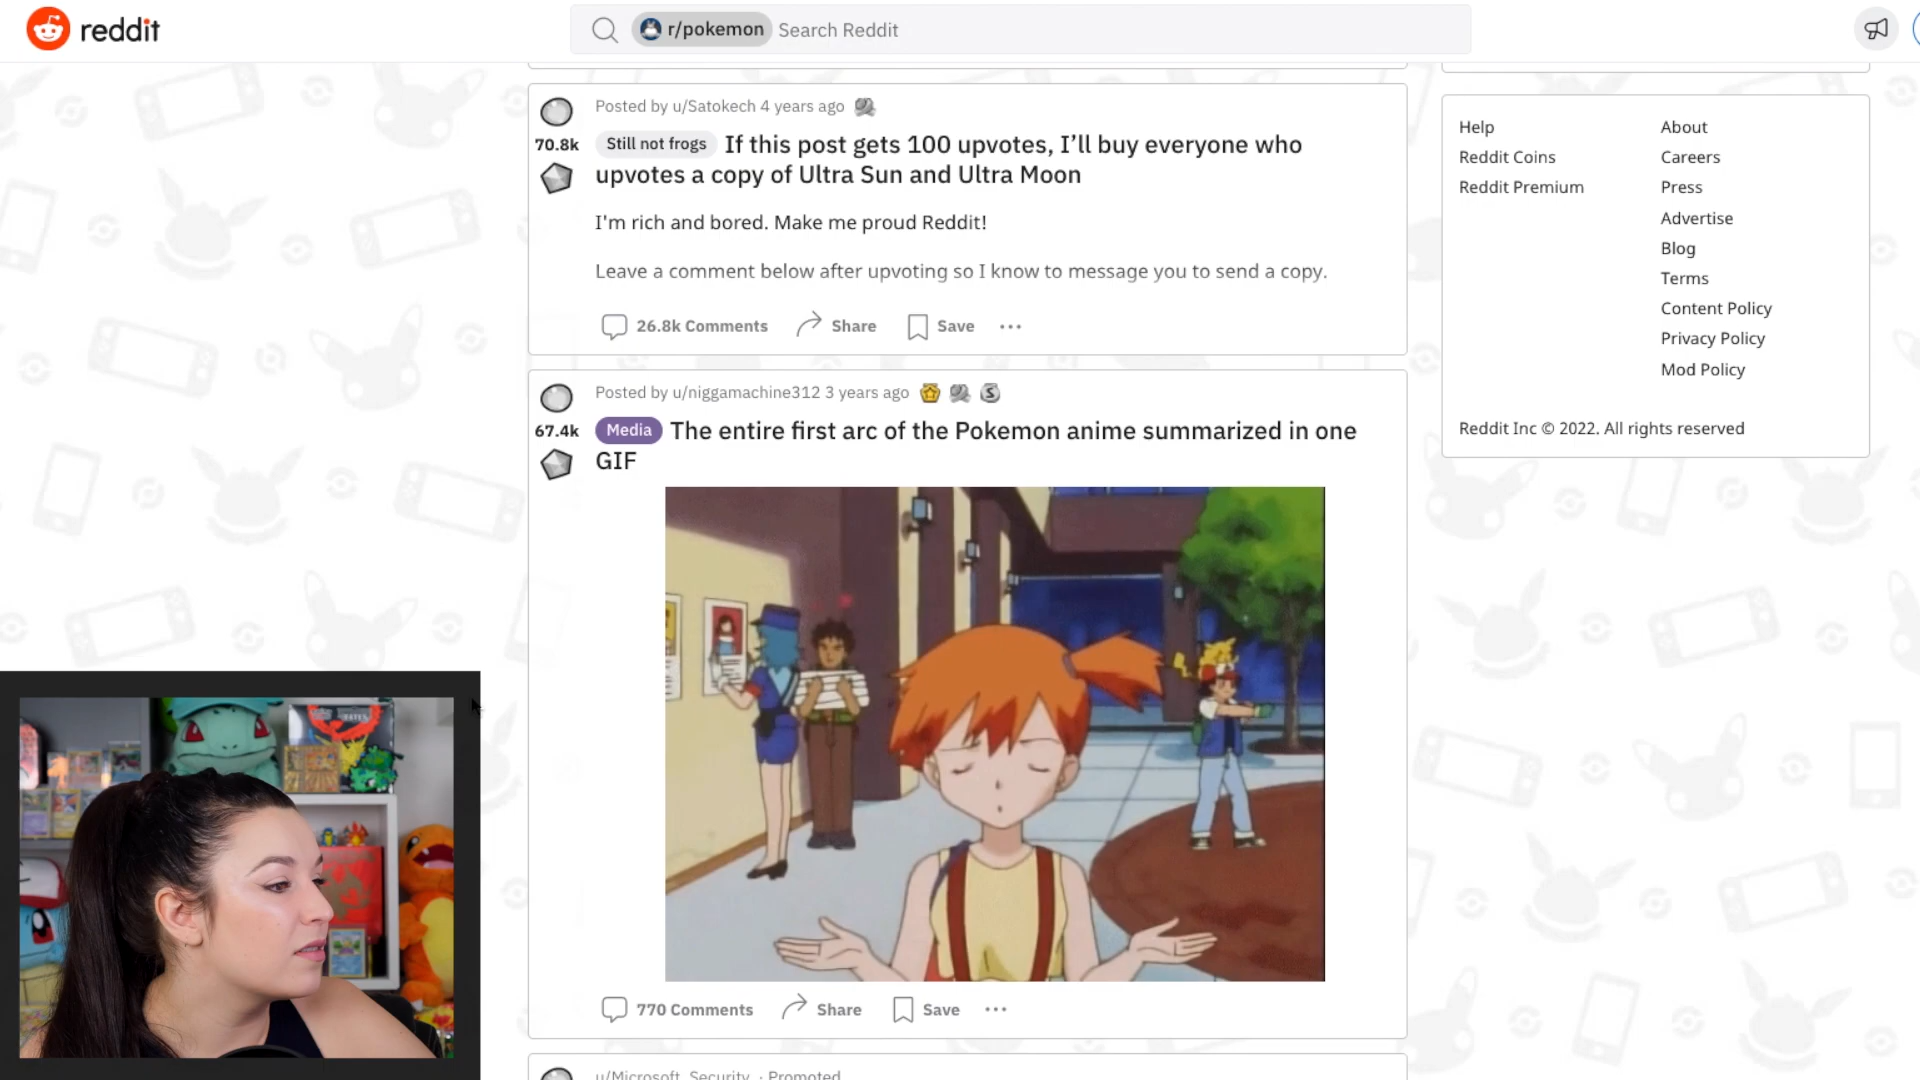 reddit
r/pokemon Search Reddit
Posted by u/Satokech 4 years ago
70.8k
Still not frogs If this post gets 100 upvotes, I’ll buy everyone who
upvotes a copy of Ultra Sun and Ultra Moon
I'm rich and bored. Make me proud Reddit!
Leave a comment below after upvoting so I know to message you to send a copy.
26.8k Comments Share Save
Posted by u/niggamachine312 3 years ago
67.4k
Media The entire first arc of the Pokemon anime summarized in one
GIF
770 Comments Share Save
u/Microsoft_Security · Promoted
Help
Reddit Coins
Reddit Premium
About
Careers
Press
Advertise
Blog
Terms
Content Policy
Privacy Policy
Mod Policy
Reddit Inc © 2022. All rights reserved